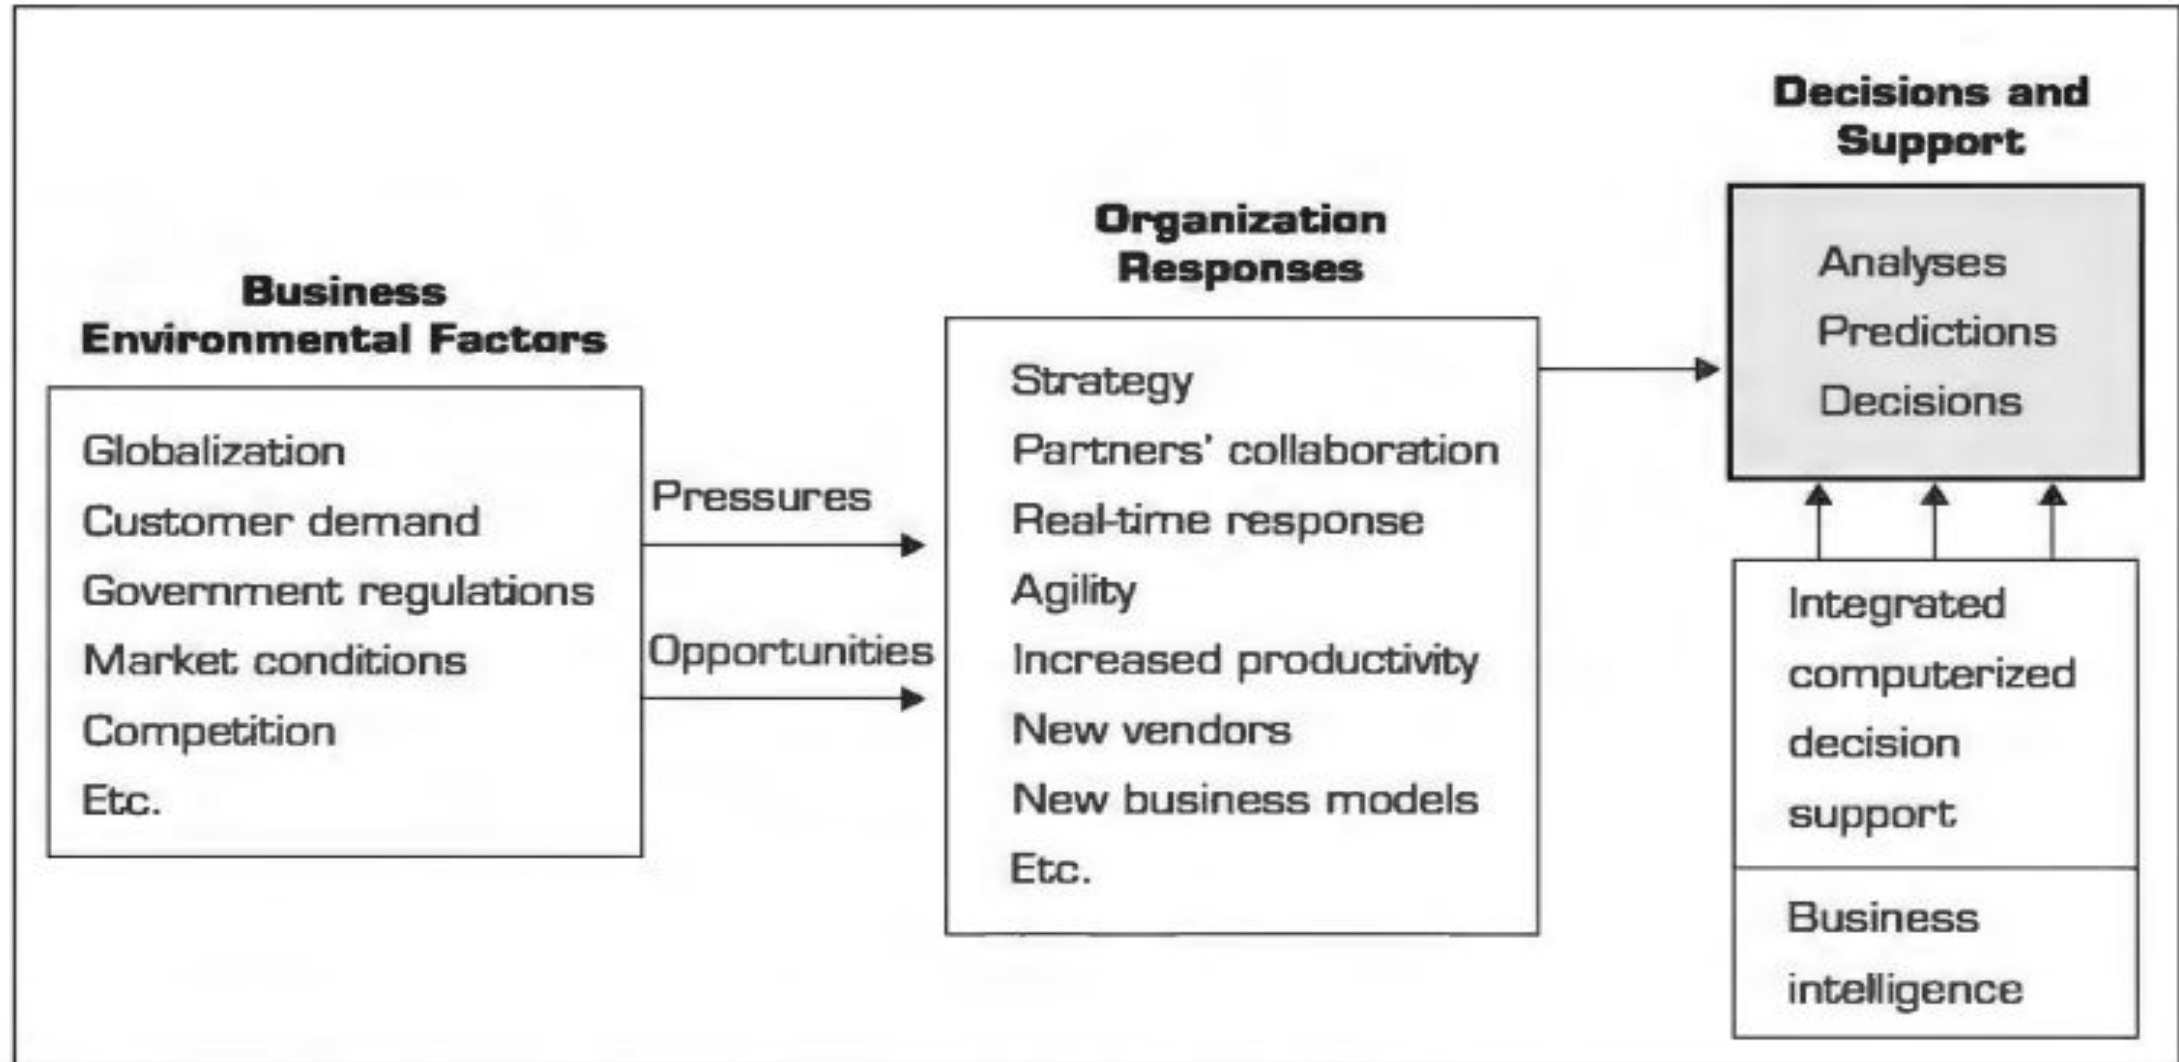 Business
Environmental Factors
Globalization
Customer demand
Government regulations
Market conditions
Competition
Etc.
Pressures
Opportunities
Organization
Responses
Strategy
Partners’ collaboration
Real-time response
Agility
Increased productivity
New vendors
New business models
Etc.
Decisions and
Support
Analyses
Predictions
Decisions
Integrated
computerized
decision
support
Business
intelligence